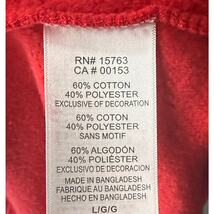 RN# 15763
CA # 00153
60% COTTON
40% POLYESTER
EXCLUSIVE OF DECORATION
60% COTON
40% POLYESTER
SANS MOTIF
60% ALGODÓN
40% POLIÉSTER
EXCLUSIVO DE DECORACION
MADE IN BANGLADESH
FABRIQUÉ AU BANGLADESH
HECHO EN BANGLADESH
L/G/G